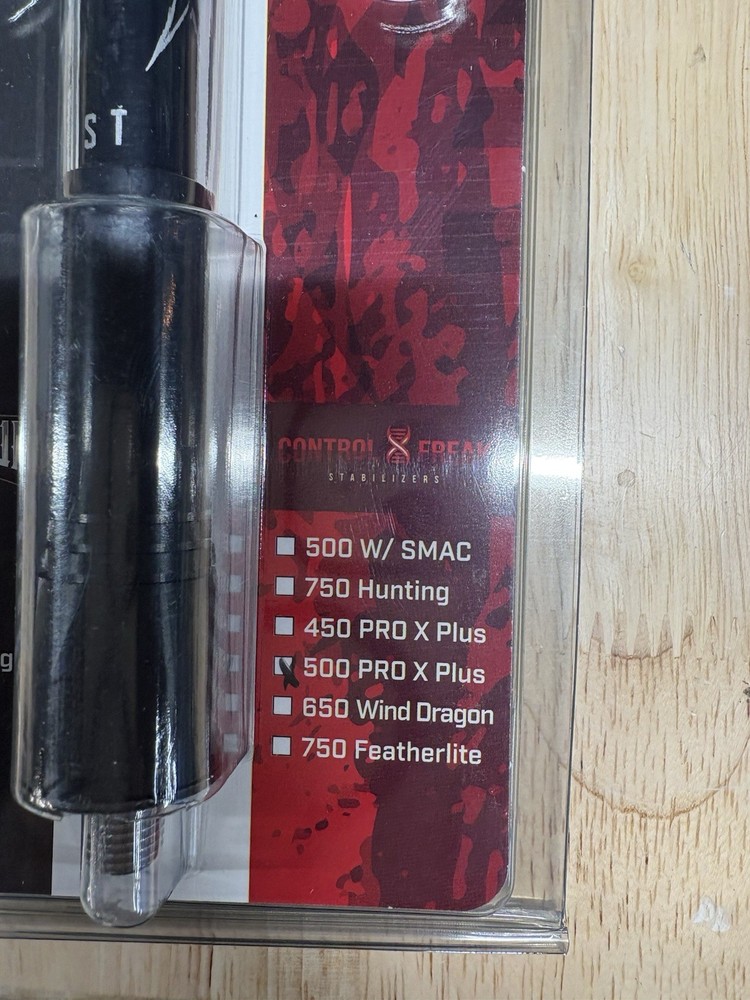 ST
CONTROL FREAK
STABILIZERS
500 W/ SMAC
750 Hunting
450 PRO X Plus
500 PRO X Plus
650 Wind Dragon
750 Featherlite
g